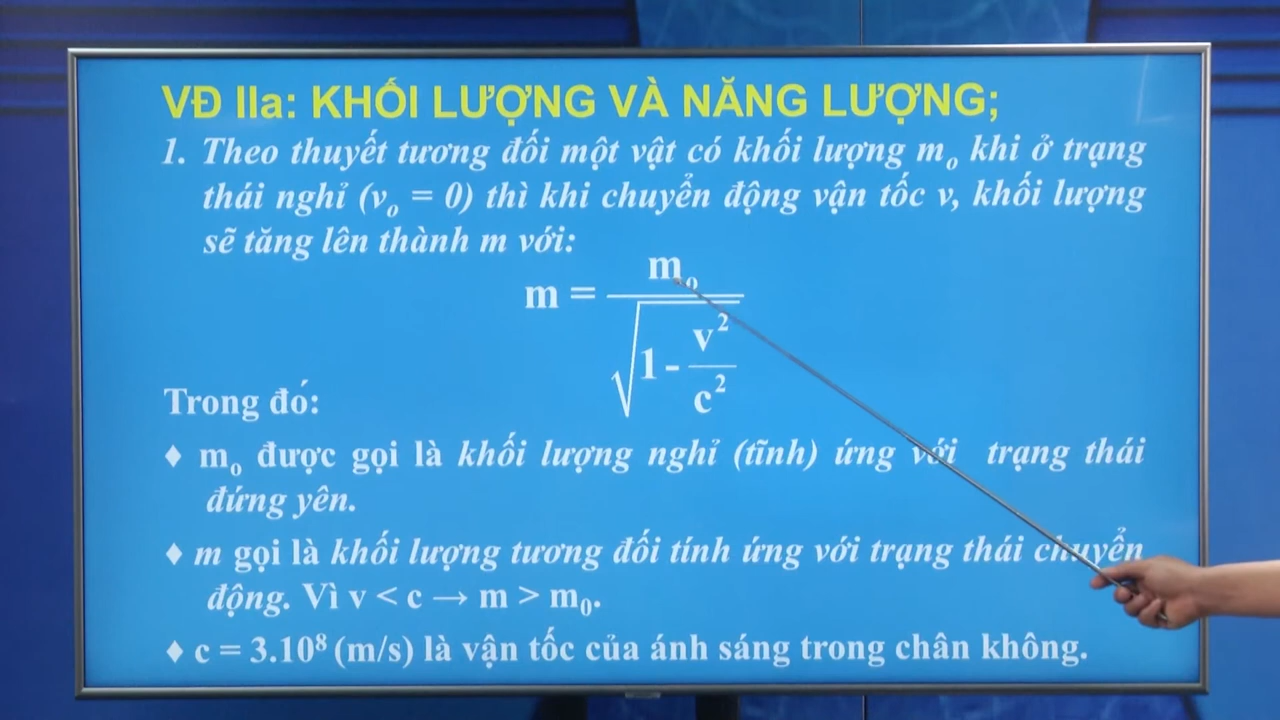 VĐ IIa: KHỐI LƯỢNG VÀ NĂNG LƯỢNG;
1. Theo thuyết tương đối một vật có khối lượng mₒ khi ở trạng
thái nghỉ (vₒ = 0) thì khi chuyển động vận tốc v, khối lượng
sẽ tăng lên thành m với:
m = mₒ / √(1 - v²/c²)
Trong đó:
♦ mₒ được gọi là khối lượng nghỉ (tĩnh) ứng với trạng thái
đứng yên.
♦ m gọi là khối lượng tương đối tính ứng với trạng thái chuyển
động. Vì v < c → m > m₀.
♦ c = 3.10⁸ (m/s) là vận tốc của ánh sáng trong chân không.